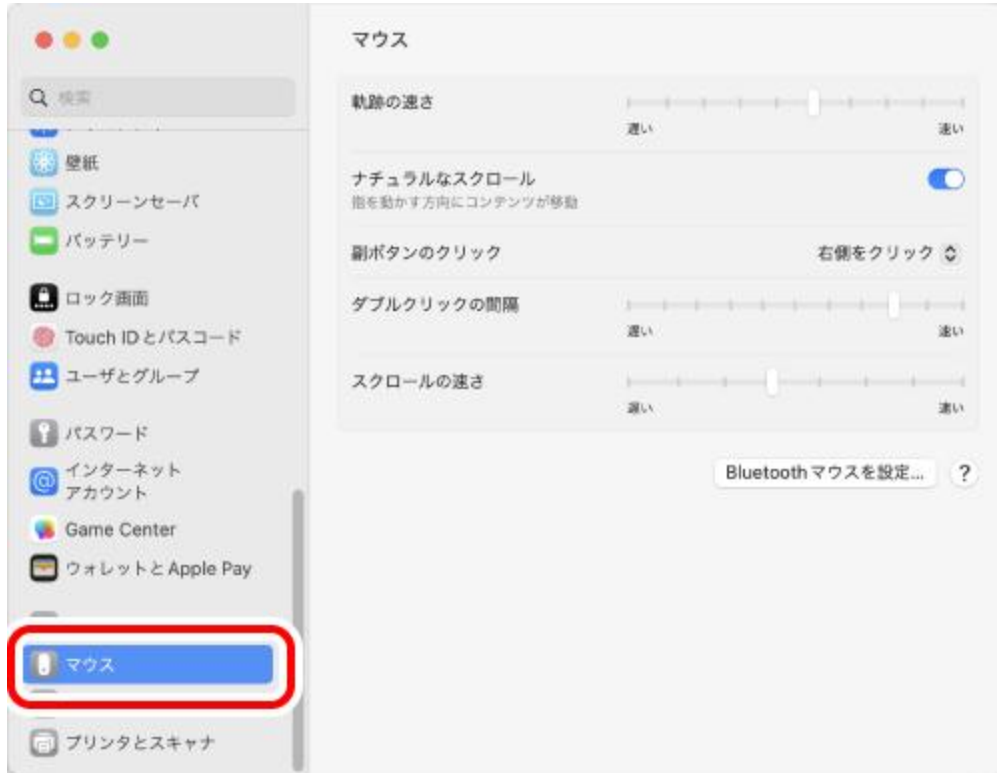 検索
壁紙
スクリーンセーバ
バッテリー
ロック画面
Touch IDとパスコード
ユーザとグループ
パスワード
インターネット
アカウント
Game Center
ウォレットとApple Pay
マウス
プリンタとスキャナ
マウス
軌跡の速さ
遅い 速い
ナチュラルなスクロール
指を動かす方向にコンテンツが移動
副ボタンのクリック 右側をクリック
ダブルクリックの間隔
遅い 速い
スクロールの速さ
遅い 速い
Bluetoothマウスを設定... ?